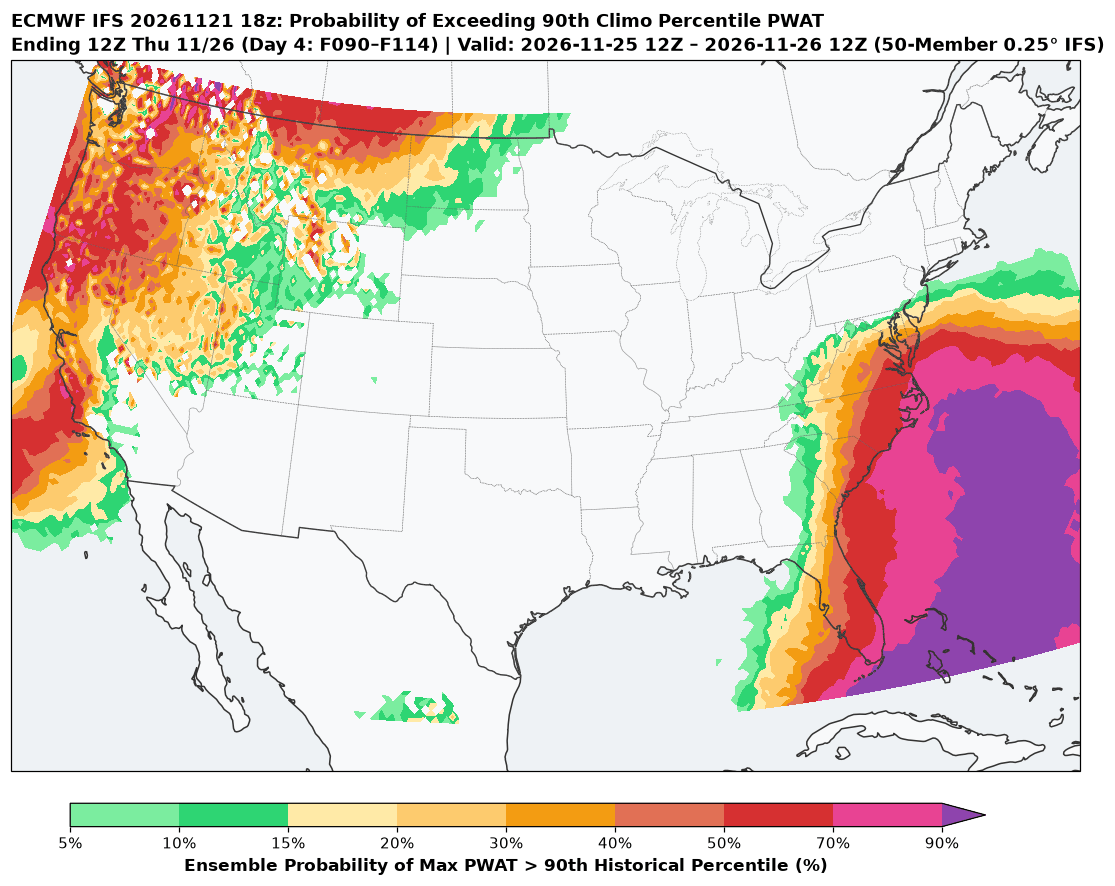 ECMWF IFS 20261121 18z: Probability of Exceeding 90th Climo Percentile PWAT
Ending 12Z Thu 11/26 (Day 4: F090–F114) | Valid: 2026-11-25 12Z – 2026-11-26 12Z (50-Member 0.25° IFS)
5% 10% 15% 20% 30% 40% 50% 70% 90%
Ensemble Probability of Max PWAT > 90th Historical Percentile (%)